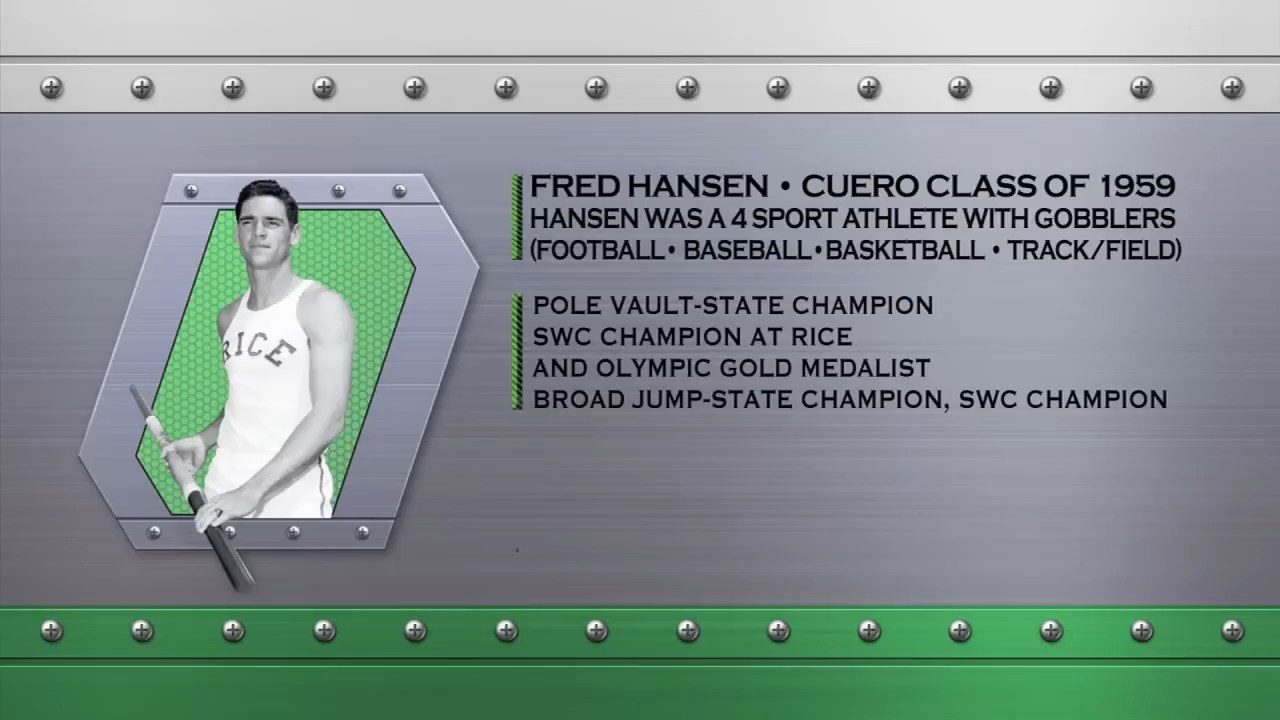 FRED HANSEN • CUERO CLASS OF 1959
HANSEN WAS A 4 SPORT ATHLETE WITH GOBBLERS
(FOOTBALL • BASEBALL • BASKETBALL • TRACK/FIELD)
POLE VAULT-STATE CHAMPION
SWC CHAMPION AT RICE
AND OLYMPIC GOLD MEDALIST
BROAD JUMP-STATE CHAMPION, SWC CHAMPION
RICE